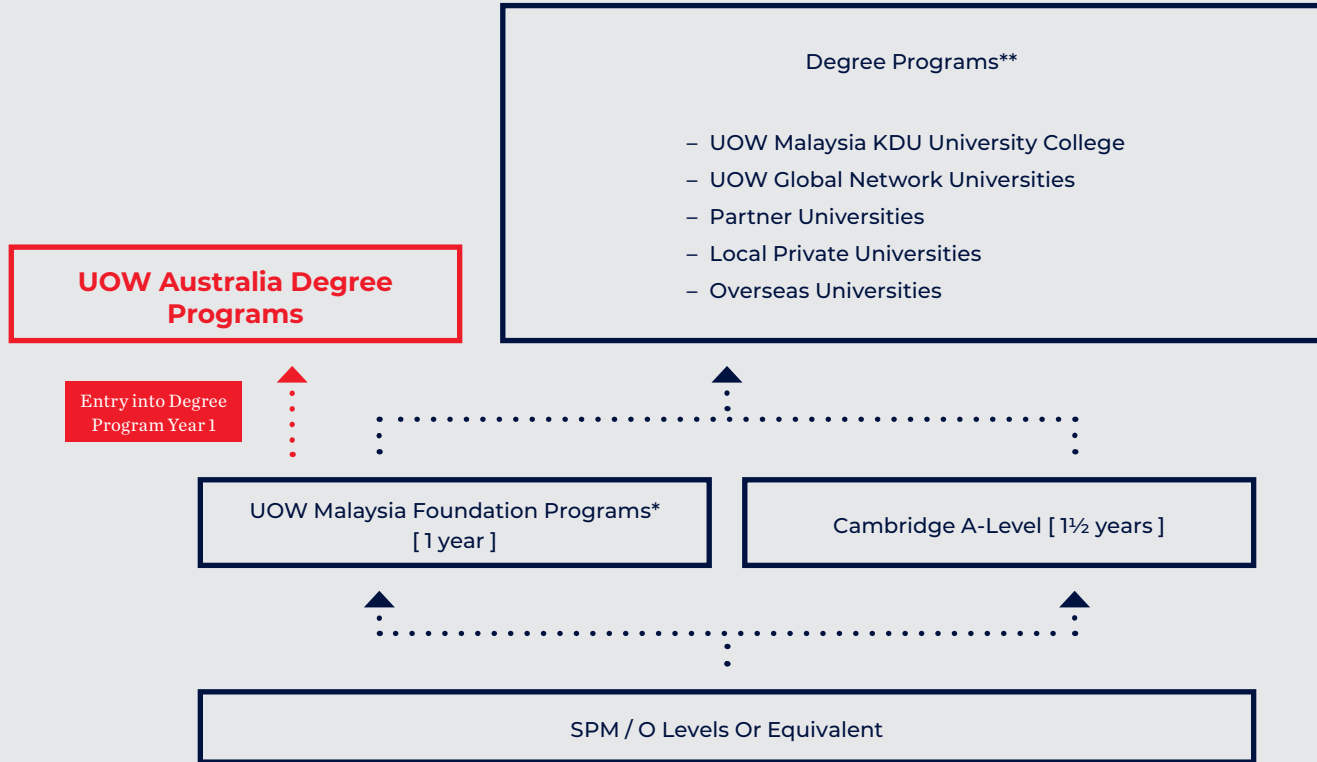 Degree Programs**
– UOW Malaysia KDU University College
– UOW Global Network Universities
– Partner Universities
– Local Private Universities
– Overseas Universities
UOW Australia Degree
Programs
Entry into Degree
Program Year 1
UOW Malaysia Foundation Programs*
[ 1 year ]
Cambridge A-Level [ 1½ years ]
SPM / O Levels Or Equivalent